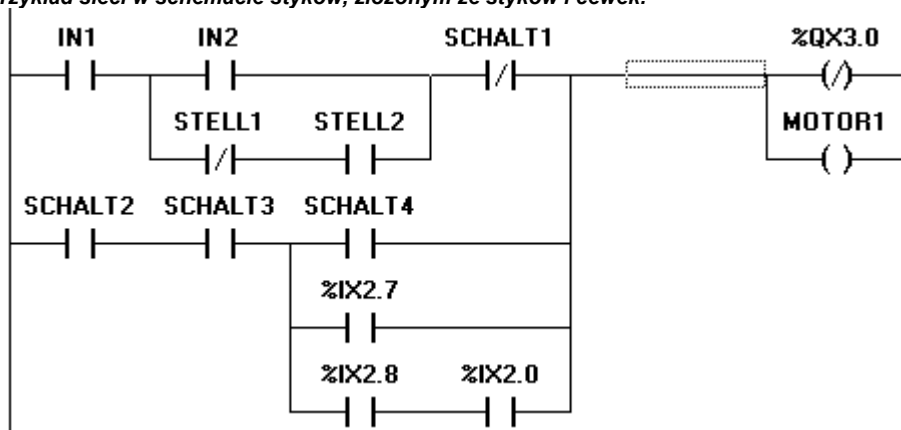 rzykład sieci w schemacie styków, złożonym ze styków i cewek.
IN1 IN2 SCHALT1 %QX3.0
STELL1 STELL2 MOTOR1
SCHALT2 SCHALT3 SCHALT4
%IX2.7
%IX2.8 %IX2.0